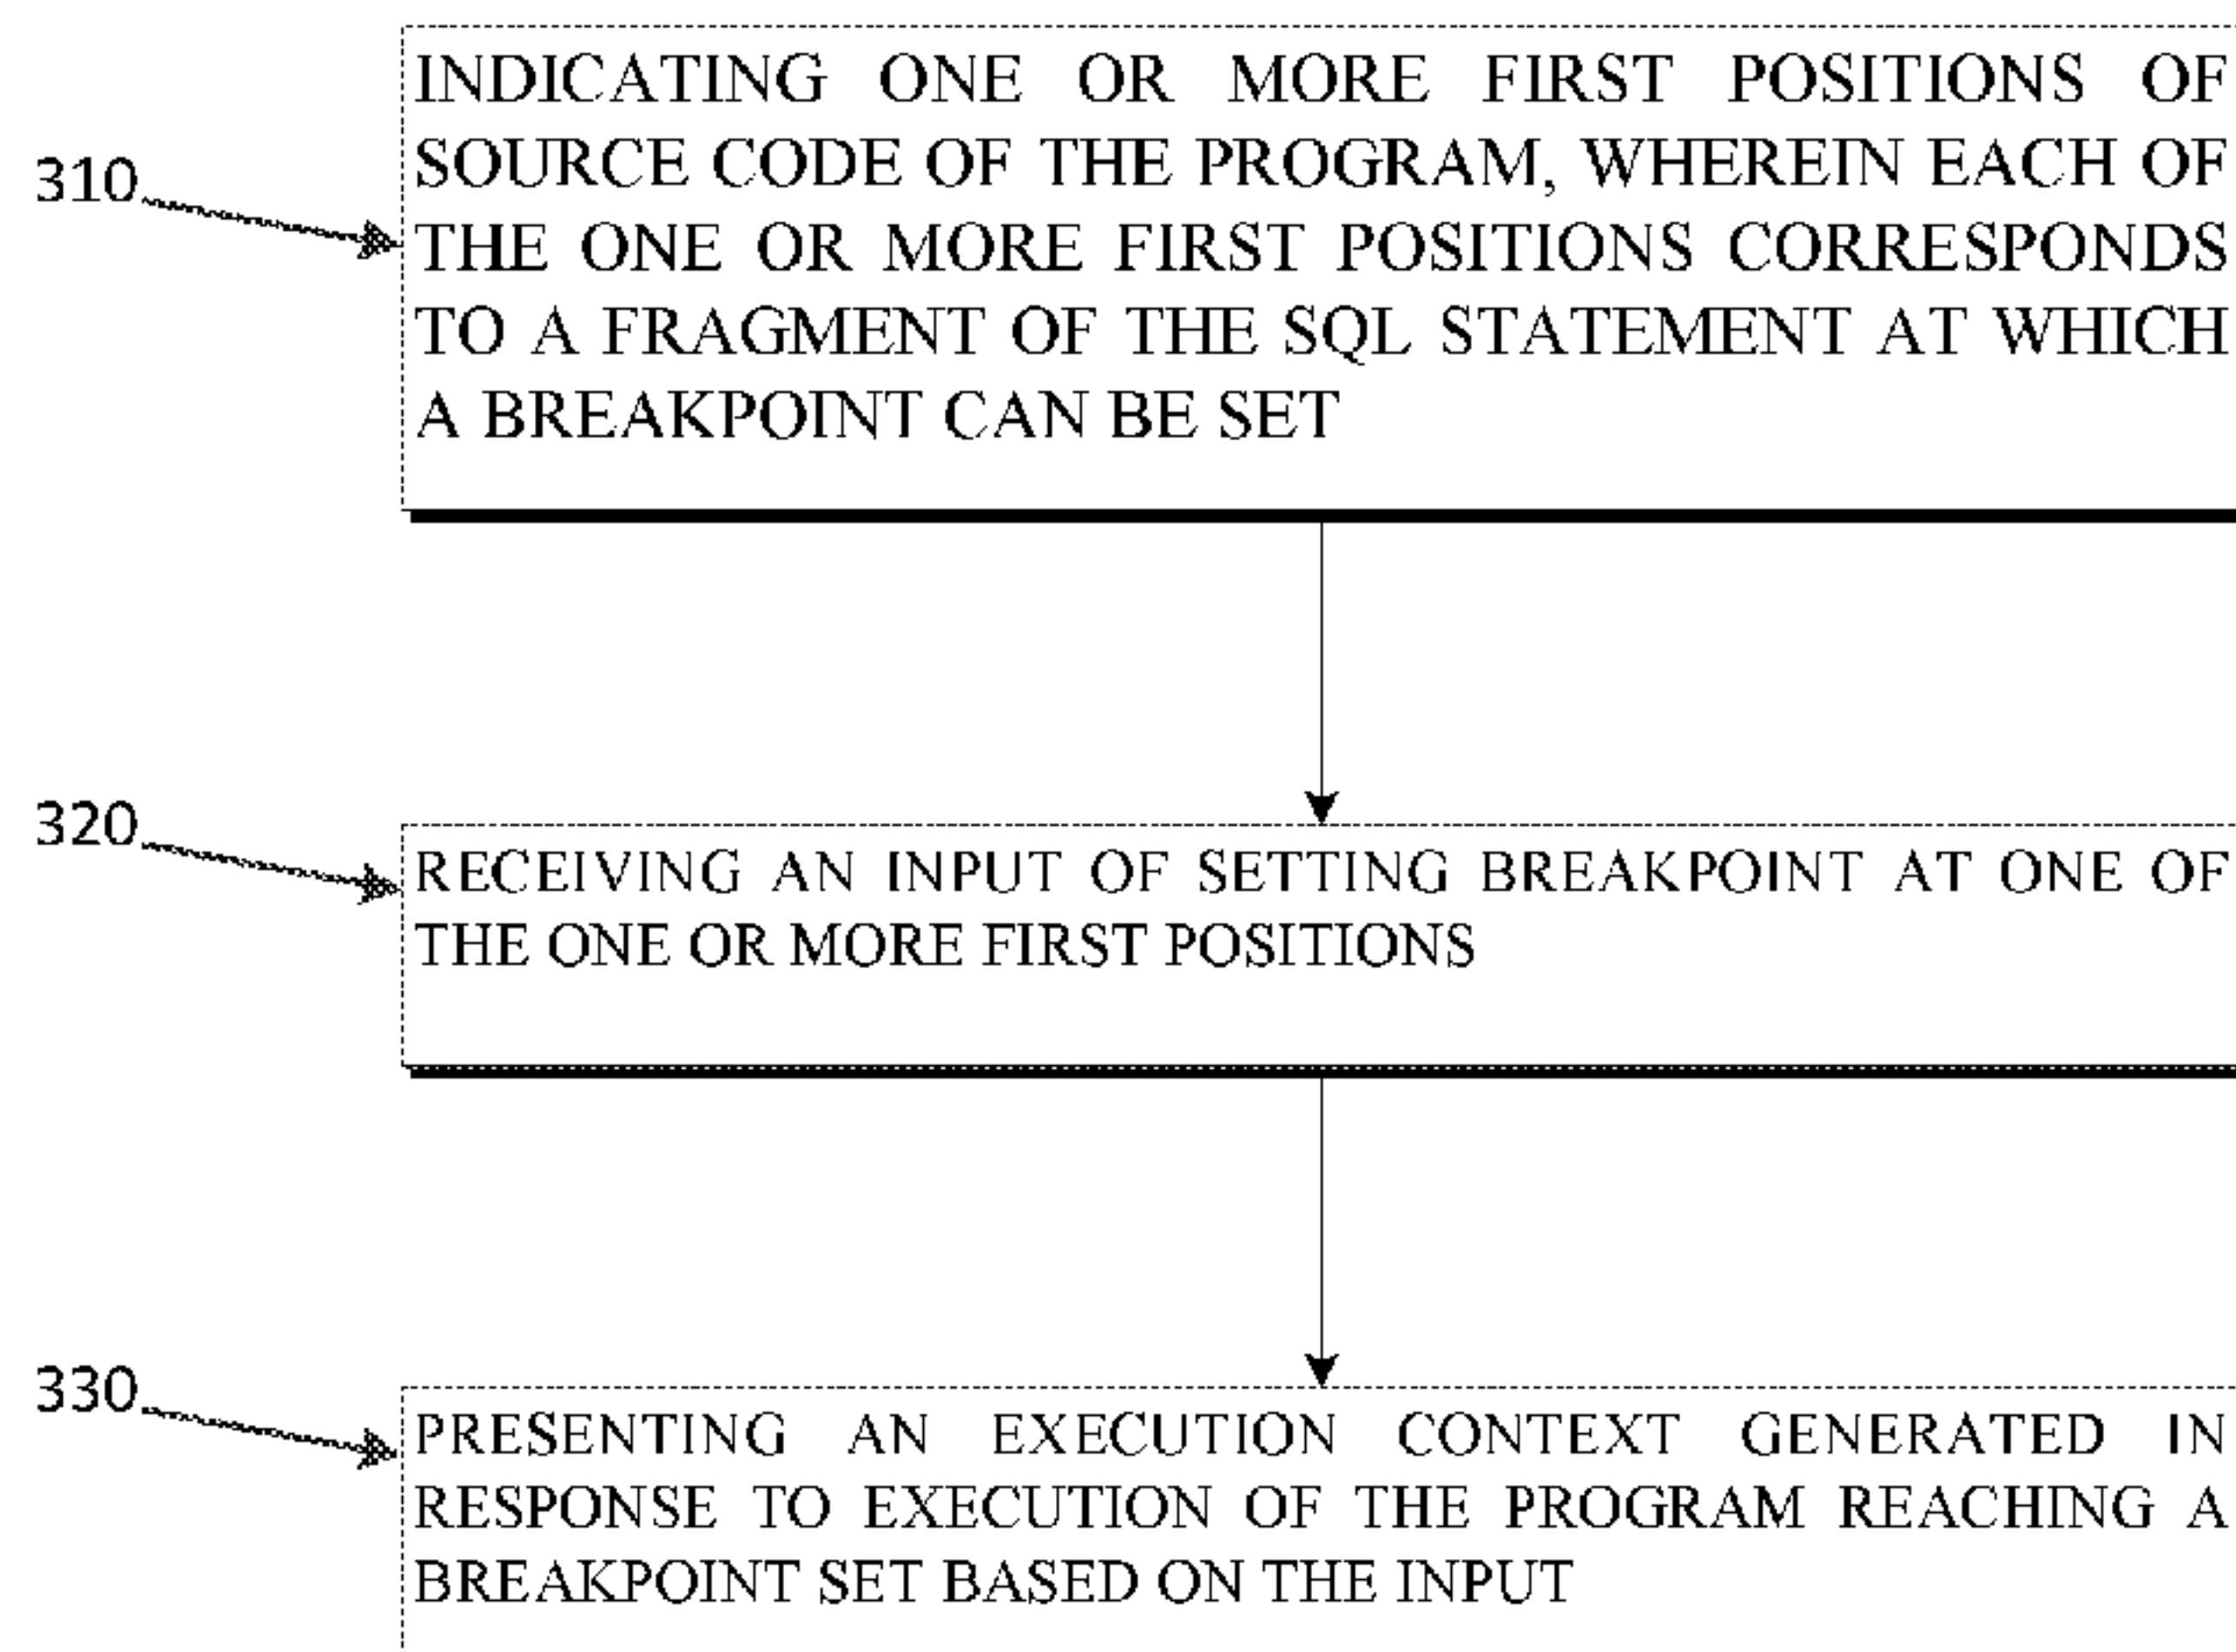 310
INDICATING ONE OR MORE FIRST POSITIONS OF
SOURCE CODE OF THE PROGRAM, WHEREIN EACH OF
THE ONE OR MORE FIRST POSITIONS CORRESPONDS
TO A FRAGMENT OF THE SQL STATEMENT AT WHICH
A BREAKPOINT CAN BE SET
320
RECEIVING AN INPUT OF SETTING BREAKPOINT AT ONE OF
THE ONE OR MORE FIRST POSITIONS
330
PRESENTING AN EXECUTION CONTEXT GENERATED IN
RESPONSE TO EXECUTION OF THE PROGRAM REACHING A
BREAKPOINT SET BASED ON THE INPUT